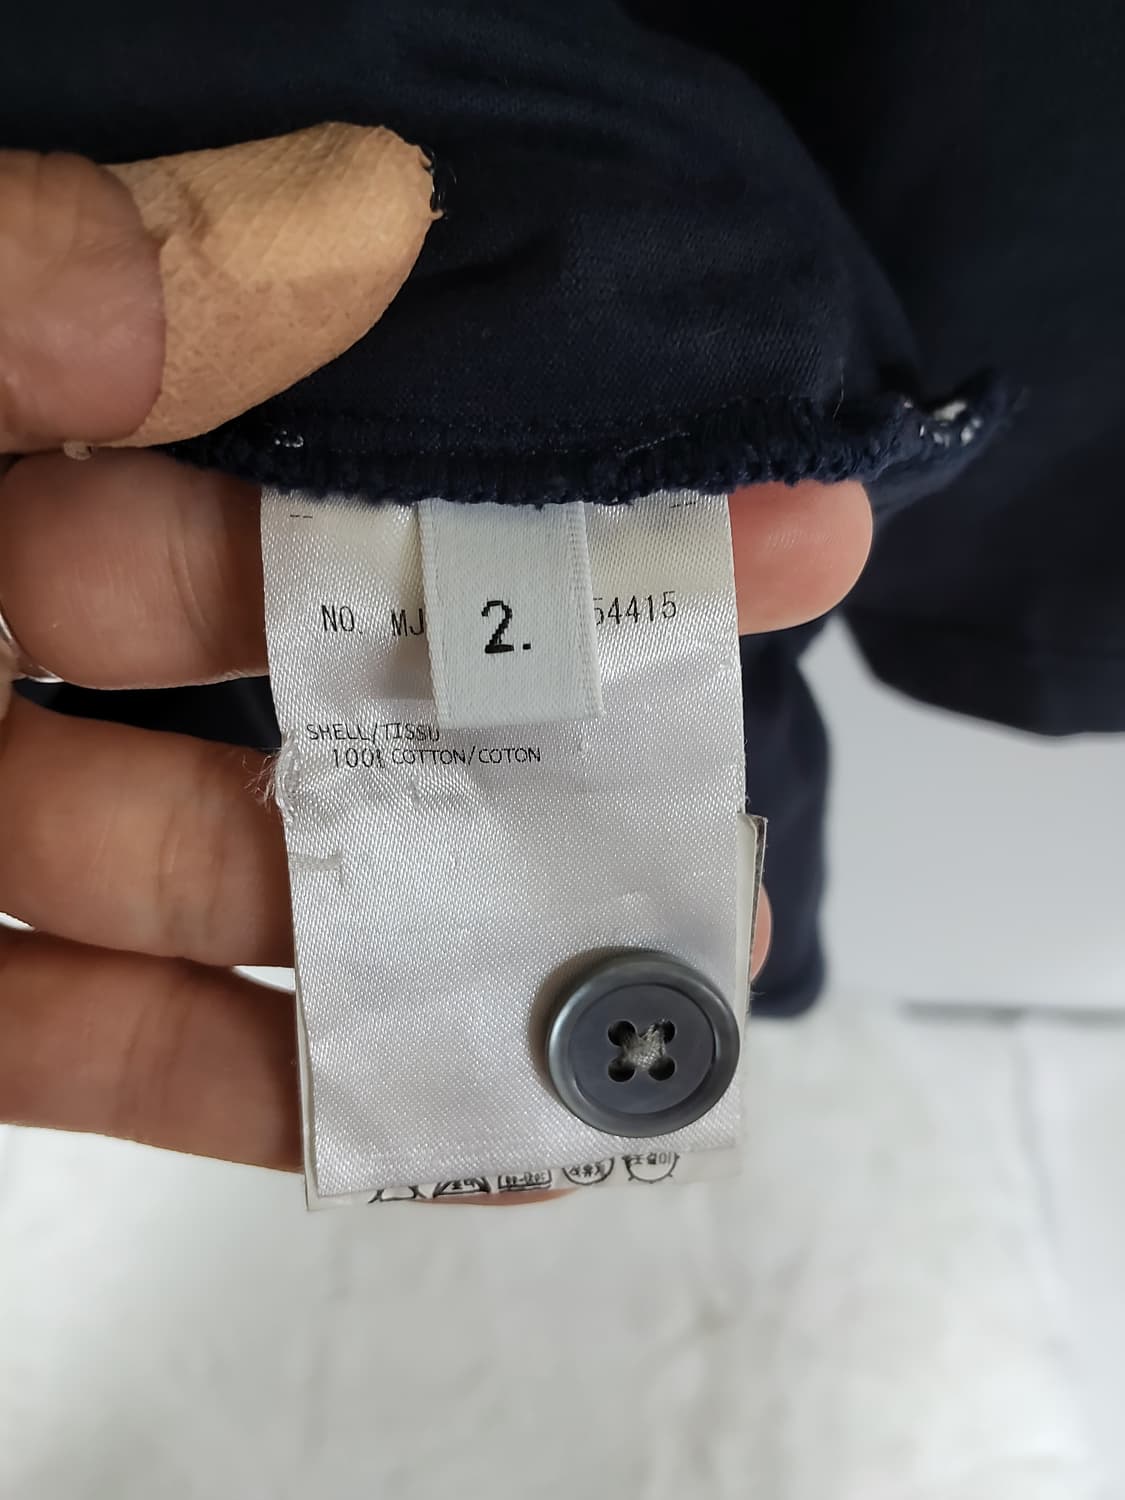 NO. MJ 54415
2.
SHELL/TISSU
100% COTTON/COTON